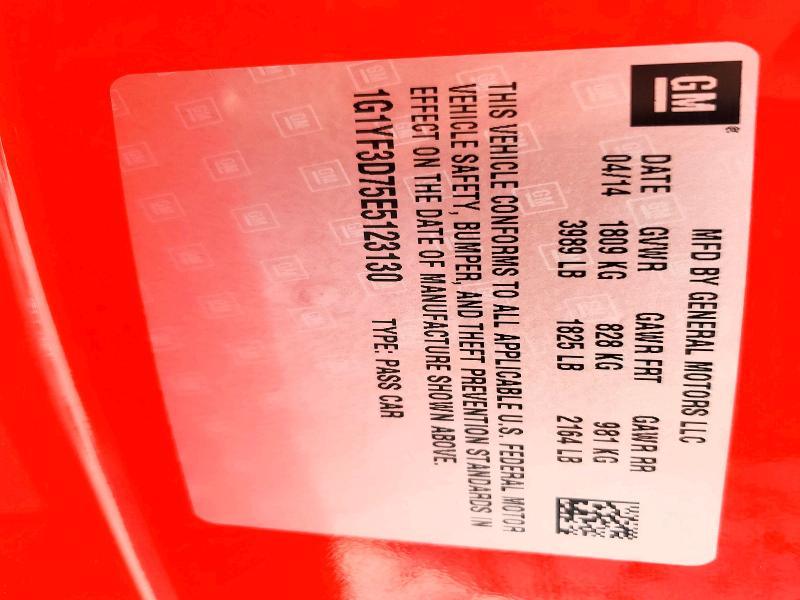 GM
MFD BY GENERAL MOTORS LLC
DATE GVWR GAWR FRT GAWR RR
04/14 1809 KG 828 KG 981 KG
3989 LB 1825 LB 2164 LB
THIS VEHICLE CONFORMS TO ALL APPLICABLE U.S. FEDERAL MOTOR
VEHICLE SAFETY, BUMPER, AND THEFT PREVENTION STANDARDS IN
EFFECT ON THE DATE OF MANUFACTURE SHOWN ABOVE.
1G1YF3D75E5123130 TYPE: PASS CAR